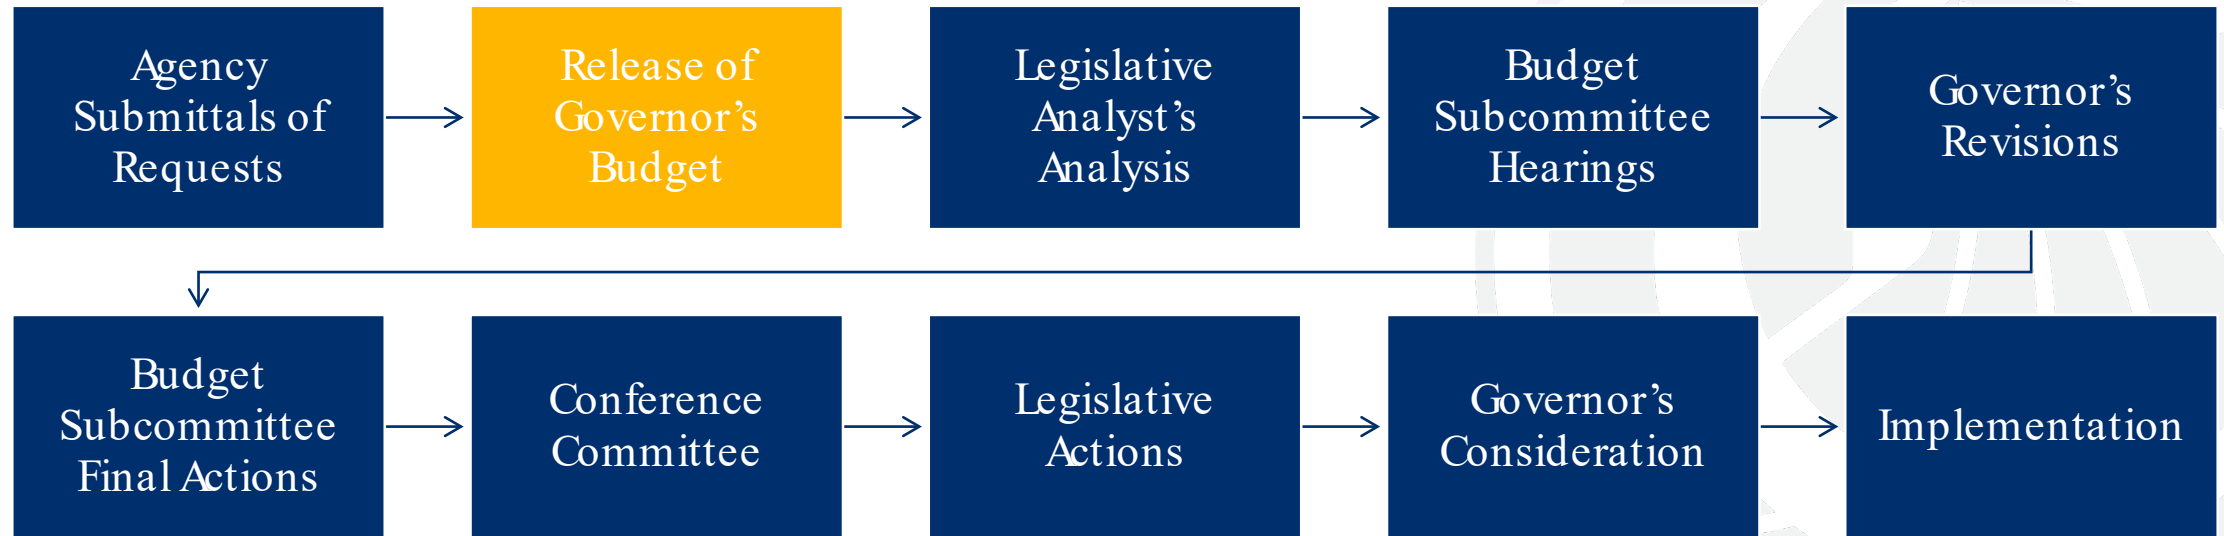 Agency
Submittals of
Requests
Release of
Governor’s
Budget
Legislative
Analyst’s
Analysis
Budget
Subcommittee
Hearings
Governor’s
Revisions
Budget
Subcommittee
Final Actions
Conference
Committee
Legislative
Actions
Governor’s
Consideration
Implementation